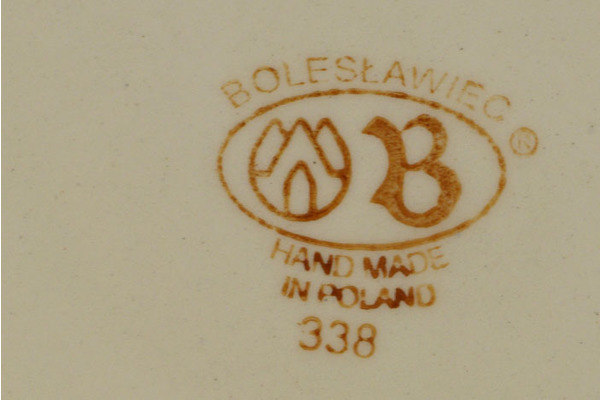 BOLESŁAWIEC
®
B
HAND MADE
IN POLAND
338